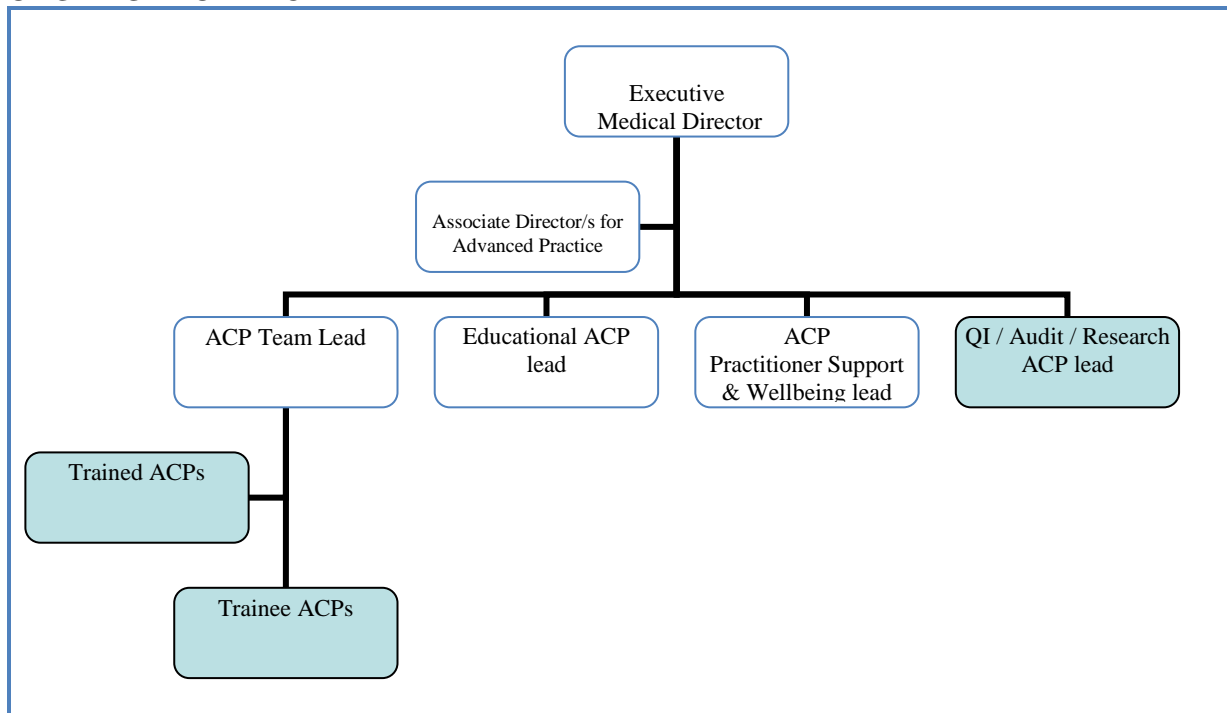 Executive
Medical Director
Associate Director/s for
Advanced Practice
ACP Team Lead
Educational ACP
lead
ACP
Practitioner Support
& Wellbeing lead
QI / Audit / Research
ACP lead
Trained ACPs
Trainee ACPs